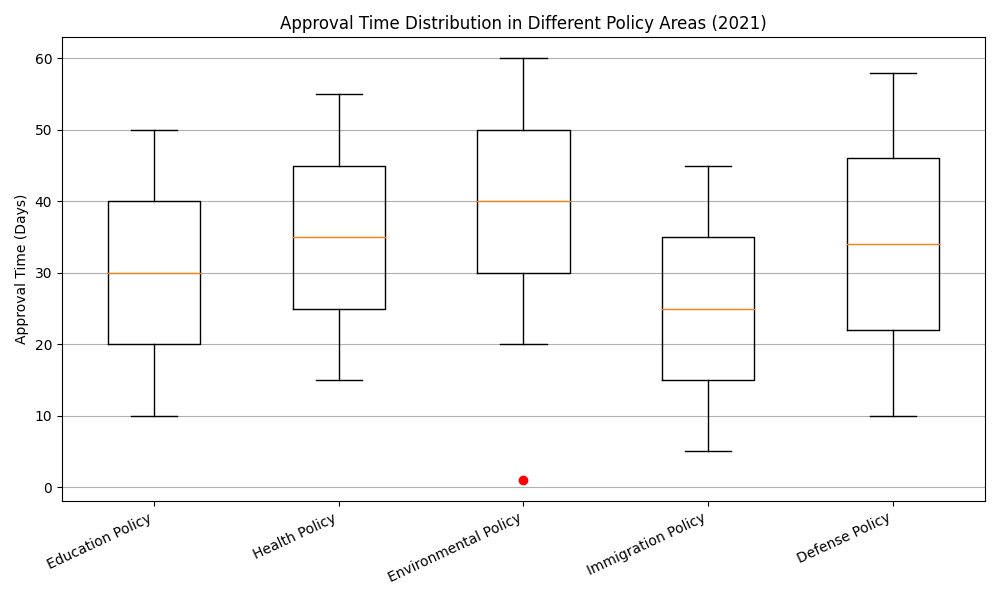 Approval Time Distribution in Different Policy Areas (2021)
Approval Time (Days)
60
50
40
30
20
10
0
Education Policy
Health Policy
Environmental Policy
Immigration Policy
Defense Policy